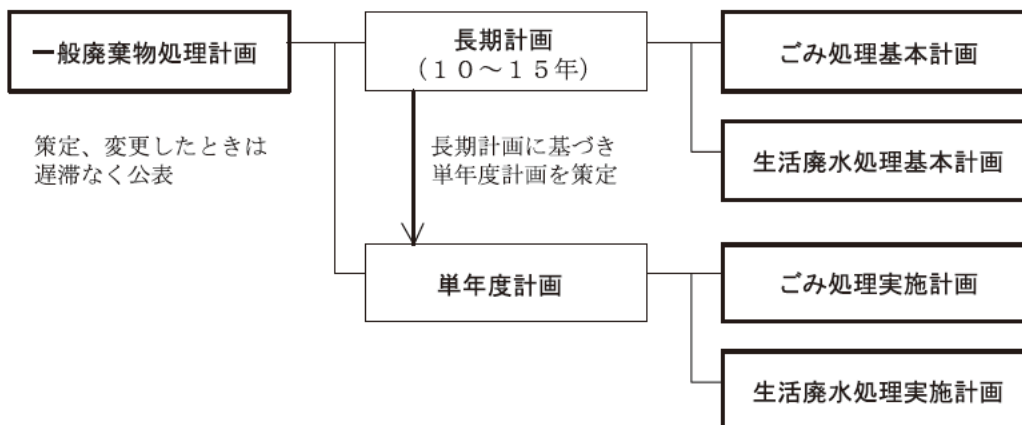 一般廃棄物処理計画
策定、変更したときは
遅滞なく公表
長期計画
（１０～１５年）
長期計画に基づき
単年度計画を策定
単年度計画
ごみ処理基本計画
生活廃水処理基本計画
ごみ処理実施計画
生活廃水処理実施計画